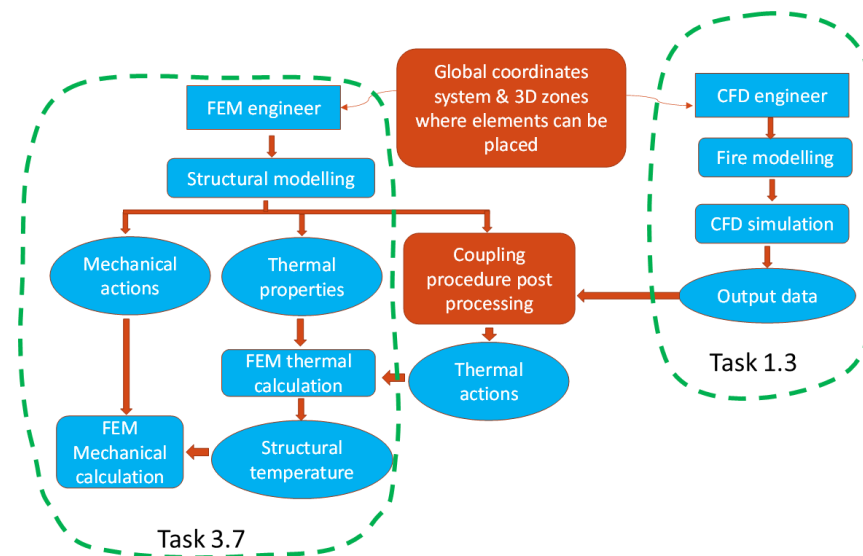 Global coordinates
system & 3D zones
where elements can be
placed
FEM engineer
CFD engineer
Structural modelling
Fire modelling
CFD simulation
Mechanical
actions
Thermal
properties
Coupling
procedure post
processing
Output data
FEM thermal
calculation
Thermal
actions
Task 1.3
FEM
Mechanical
calculation
Structural
temperature
Task 3.7